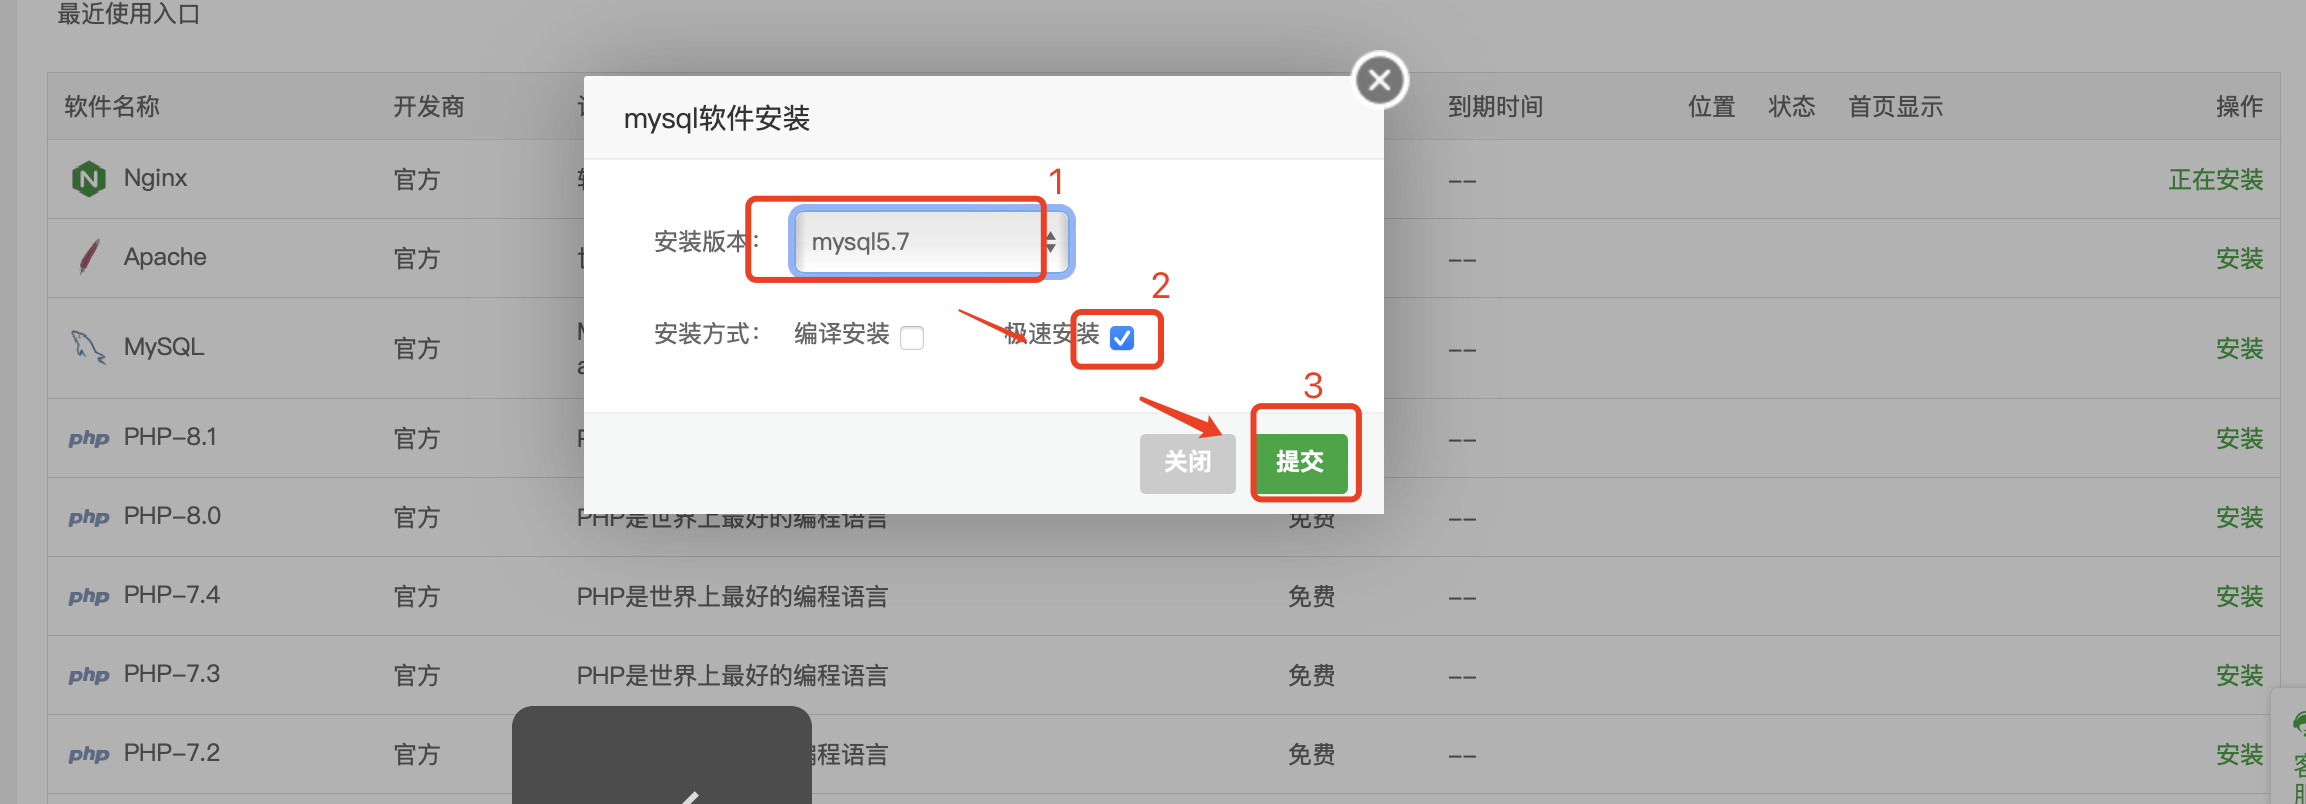 最近使用入口
软件名称 开发商 到期时间 位置 状态 首页显示 操作
mysql软件安装
Nginx 官方 -- 正在安装
1
安装版本： mysql5.7
Apache 官方 -- 安装
2
安装方式： 编译安装 极速安装
MySQL 官方 -- 安装
3
PHP-8.1 官方 -- 安装
关闭 提交
PHP-8.0 官方 PHP是世界上最好的编程语言 免费 -- 安装
PHP-7.4 官方 PHP是世界上最好的编程语言 免费 -- 安装
PHP-7.3 官方 PHP是世界上最好的编程语言 免费 -- 安装
PHP-7.2 官方 编程语言 免费 -- 安装
客
服